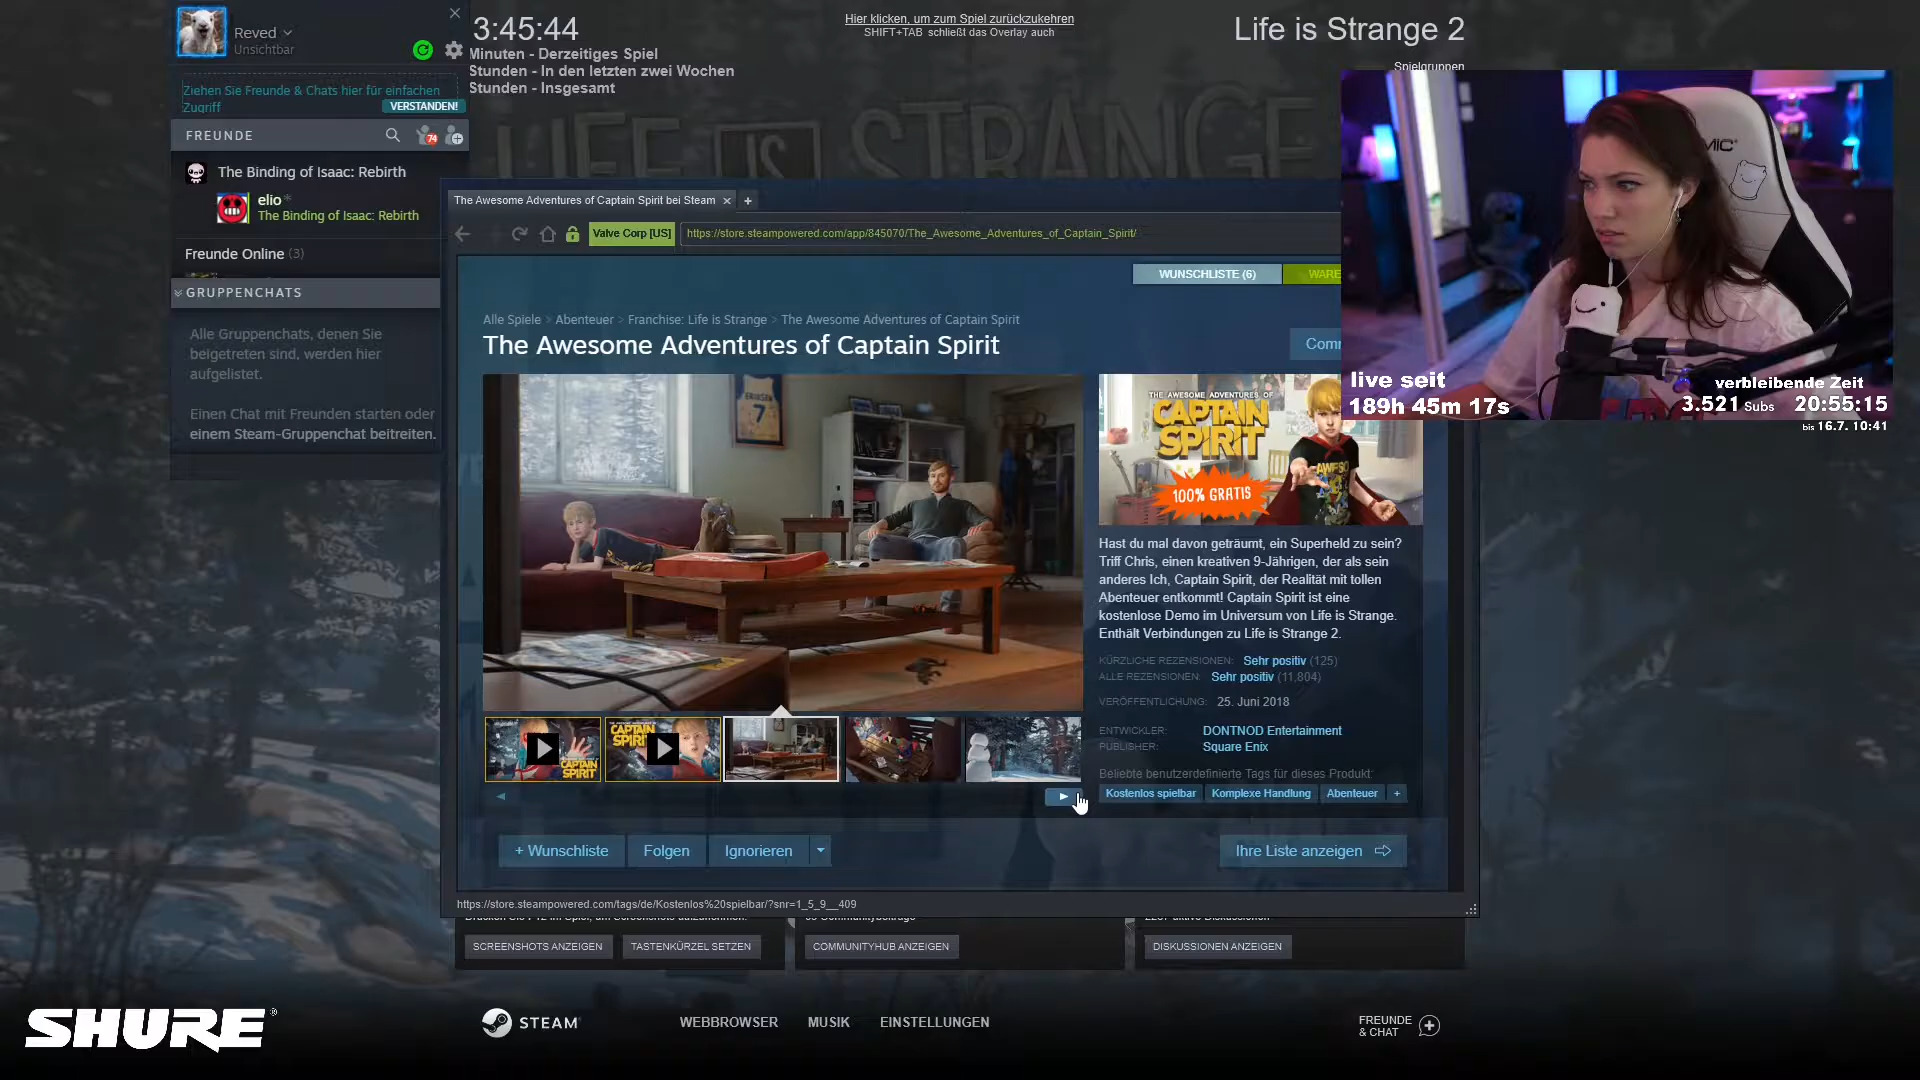 Reved
Unsichtbar
Ziehen Sie Freunde & Chats hier für einfachen
Zugriff
VERSTANDEN!
FREUNDE
74
The Binding of Isaac: Rebirth
elio*
The Binding of Isaac: Rebirth
Freunde Online (3)
GRUPPENCHATS
Alle Gruppenchats, denen Sie
beigetreten sind, werden hier
aufgelistet.
Einen Chat mit Freunden starten oder
einem Steam-Gruppenchat beitreten.
3:45:44
Minuten - Derzeitiges Spiel
Stunden - In den letzten zwei Wochen
Stunden - Insgesamt
Hier klicken, um zum Spiel zurückzukehren
SHIFT+TAB schließt das Overlay auch
Life is Strange 2
Spielgruppen
LIFE IS STRANGE
The Awesome Adventures of Captain Spirit bei Steam
Valve Corp [US]
https://store.steampowered.com/app/845070/The_Awesome_Adventures_of_Captain_Spirit/
WUNSCHLISTE (6)
WARE
Alle Spiele > Abenteuer > Franchise: Life is Strange > The Awesome Adventures of Captain Spirit
The Awesome Adventures of Captain Spirit
Comm
ERIKSEN
7
THE AWESOME ADVENTURES OF
CAPTAIN
SPIRIT
100% GRATIS
Hast du mal davon geträumt, ein Superheld zu sein?
Triff Chris, einen kreativen 9-Jährigen, der als sein
anderes Ich, Captain Spirit, der Realität mit tollen
Abenteuer entkommt! Captain Spirit ist eine
kostenlose Demo im Universum von Life is Strange.
Enthält Verbindungen zu Life is Strange 2.
KÜRZLICHE REZENSIONEN: Sehr positiv (125)
ALLE REZENSIONEN: Sehr positiv (11,804)
VERÖFFENTLICHUNG: 25. Juni 2018
ENTWICKLER: DONTNOD Entertainment
PUBLISHER: Square Enix
Beliebte benutzerdefinierte Tags für dieses Produkt:
Kostenlos spielbar
Komplexe Handlung
Abenteuer
+
CAPTAIN
SPIRIT
CAPTAIN
SPIRIT
+ Wunschliste
Folgen
Ignorieren
Ihre Liste anzeigen
https://store.steampowered.com/tags/de/Kostenlos%20spielbar/?snr=1_5_9__409
SCREENSHOTS ANZEIGEN
TASTENKÜRZEL SETZEN
COMMUNITYHUB ANZEIGEN
DISKUSSIONEN ANZEIGEN
live seit
189h 45m 17s
verbleibende Zeit
3.521 Subs 20:55:15
bis 16.7. 10:41
SHURE®
STEAM
WEBBROWSER
MUSIK
EINSTELLUNGEN
FREUNDE
& CHAT